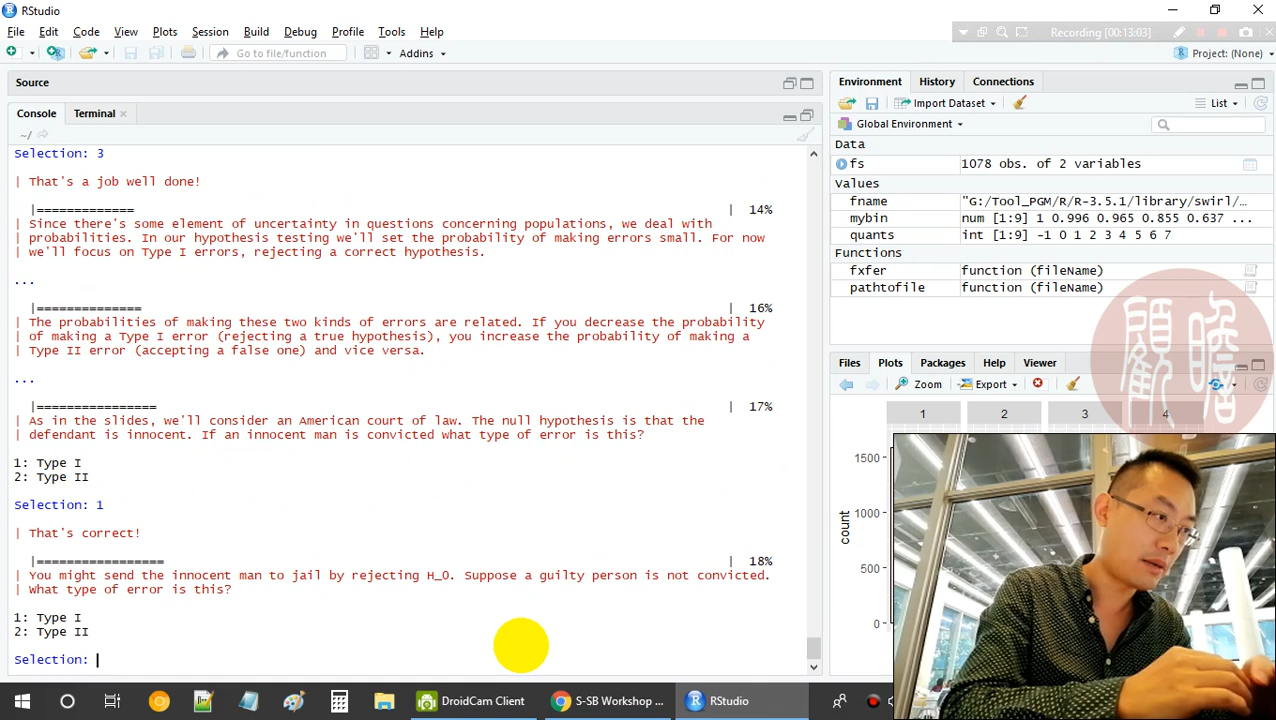 RStudio
File Edit Code View Plots Session Build Debug Profile Tools Help
Recording [00:13:03]
Go to file/function
Addins
Project: (None)
Source
Console Terminal
~/
Selection: 3
| That's a job well done!
|============= | 14%
| Since there's some element of uncertainty in questions concerning populations, we deal with
| probabilities. In our hypothesis testing we'll set the probability of making errors small. For now
| we'll focus on Type I errors, rejecting a correct hypothesis.
...
|============== | 16%
| The probabilities of making these two kinds of errors are related. If you decrease the probability
| of making a Type I error (rejecting a true hypothesis), you increase the probability of making a
| Type II error (accepting a false one) and vice versa.
...
|================ | 17%
| As in the slides, we'll consider an American court of law. The null hypothesis is that the
| defendant is innocent. If an innocent man is convicted what type of error is this?
1: Type I
2: Type II
Selection: 1
| That's correct!
|================= | 18%
| You might send the innocent man to jail by rejecting H_0. Suppose a guilty person is not convicted.
| What type of error is this?
1: Type I
2: Type II
Selection:
Environment History Connections
Import Dataset
List
Global Environment
Data
fs 1078 obs. of 2 variables
Values
fname "G:/Tool_PGM/R/R-3.5.1/library/swirl/…
mybin num [1:9] 1 0.996 0.965 0.855 0.637 ...
quants int [1:9] -1 0 1 2 3 4 5 6 7
Functions
fxfer function (fileName)
pathtofile function (fileName)
Files Plots Packages Help Viewer
Zoom Export
1 2 3 4
1500
1000
500
0
count
DroidCam Client
S-SB Workshop ...
RStudio